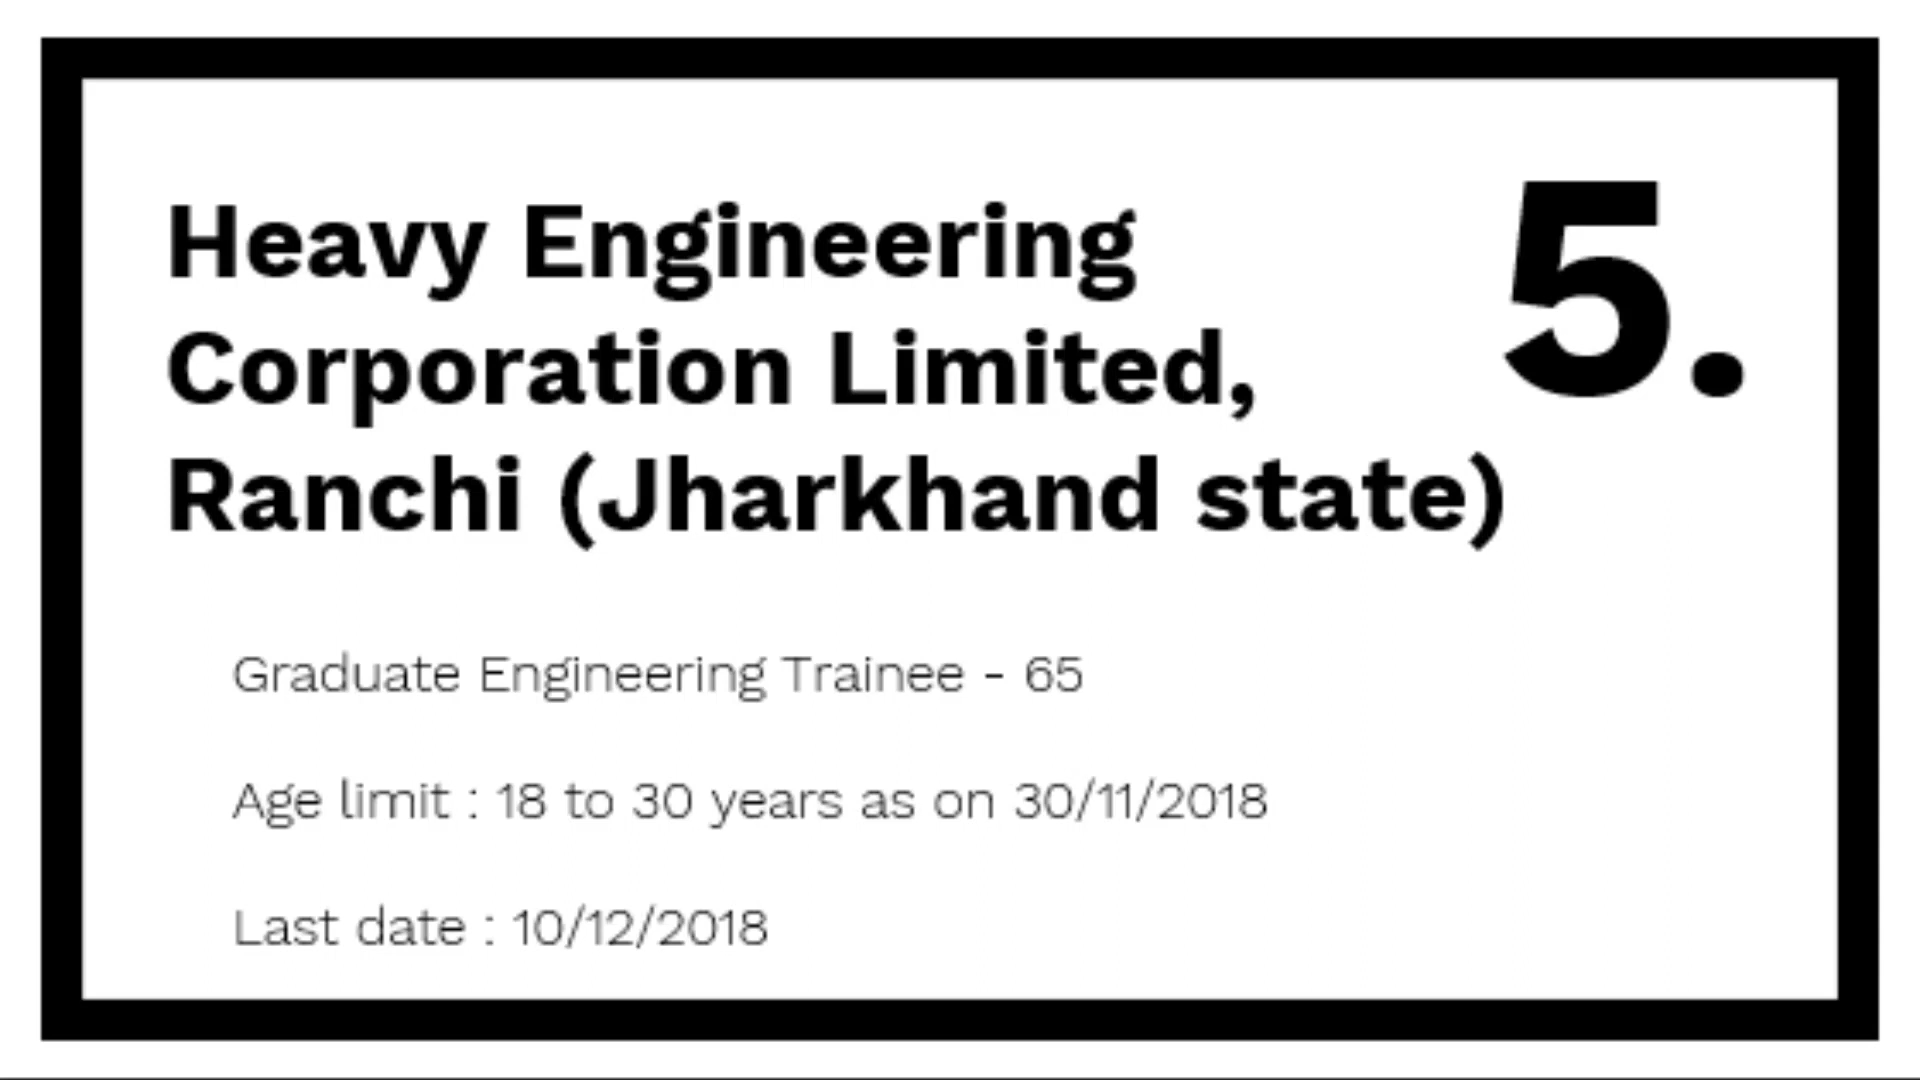 Heavy Engineering
Corporation Limited,
Ranchi (Jharkhand state)
5.
Graduate Engineering Trainee - 65
Age limit : 18 to 30 years as on 30/11/2018
Last date : 10/12/2018